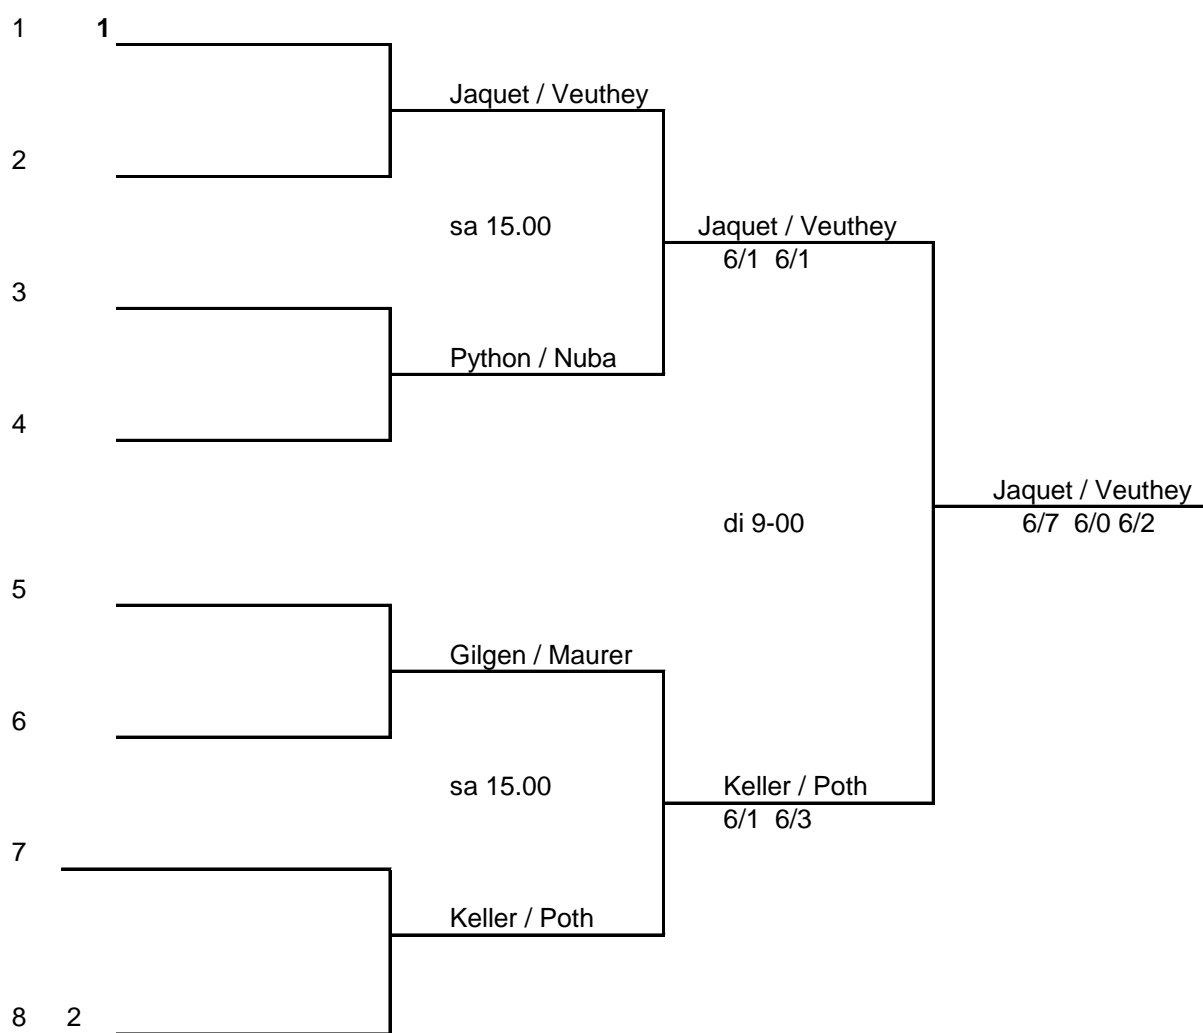 1 1
Jaquet / Veuthey
2
sa 15.00
Jaquet / Veuthey
6/1 6/1
3
Python / Nuba
4
Jaquet / Veuthey
di 9-00
6/7 6/0 6/2
5
Gilgen / Maurer
6
sa 15.00
Keller / Poth
6/1 6/3
7
Keller / Poth
8 2